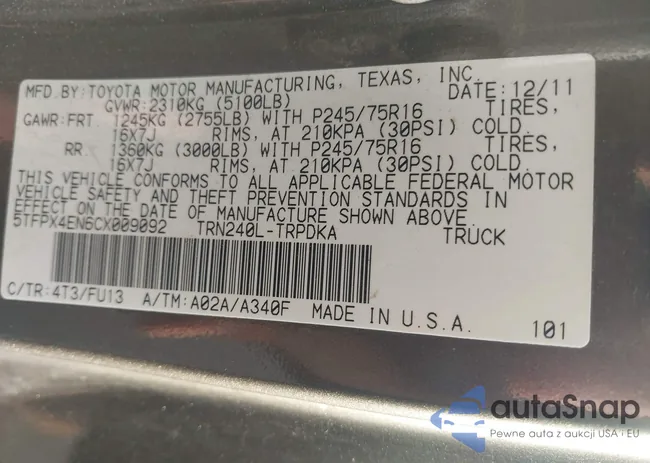 MFD.BY:TOYOTA MOTOR MANUFACTURING, TEXAS, INC.
GVWR:2310KG (5100LB) DATE:12/11
GAWR:FRT. 1245KG (2755LB) WITH P245/75R16 TIRES,
16X7J RIMS, AT 210KPA (30PSI) COLD.
RR. 1360KG (3000LB) WITH P245/75R16 TIRES,
16X7J RIMS, AT 210KPA (30PSI) COLD.
THIS VEHICLE CONFORMS TO ALL APPLICABLE FEDERAL MOTOR
VEHICLE SAFETY AND THEFT PREVENTION STANDARDS IN
EFFECT ON THE DATE OF MANUFACTURE SHOWN ABOVE.
5TFPX4EN6CX009092 TRN240L-TRPDKA TRUCK
C/TR:4T3/FU13 A/TM:A02A/A340F MADE IN U.S.A. 101
autaSnap
Pewne auta z aukcji USA i EU